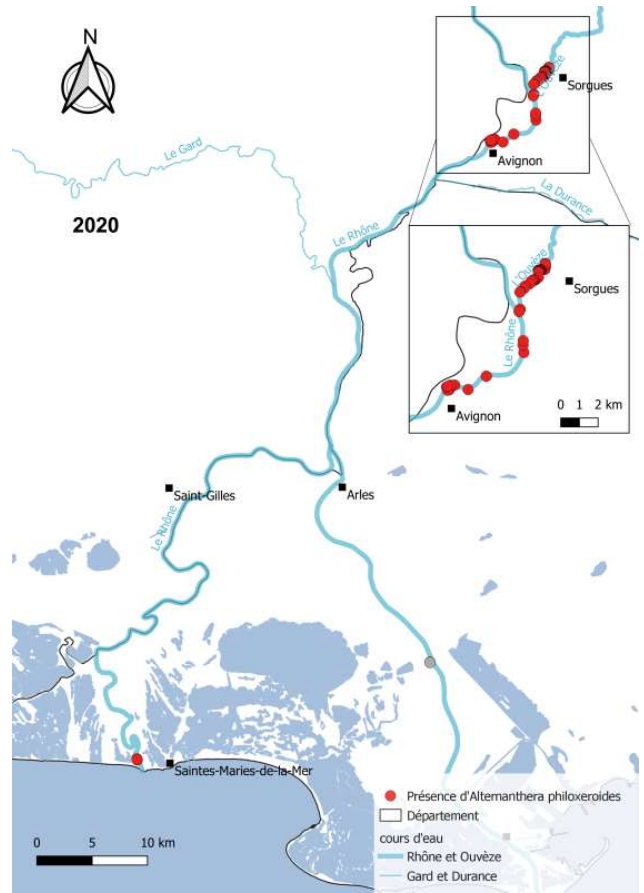 N
2020
Le Gard
L'Ouvèze
Sorgues
Avignon
La Durance
Le Rhône
L'Ouvèze
Sorgues
Le Rhône
Avignon
0 1 2 km
Saint-Gilles
Arles
Le Rhône
Saintes-Maries-de-la-Mer
0 5 10 km
Présence d'Alternanthera philoxeroides
Département
cours d'eau
Rhône et Ouvèze
Gard et Durance